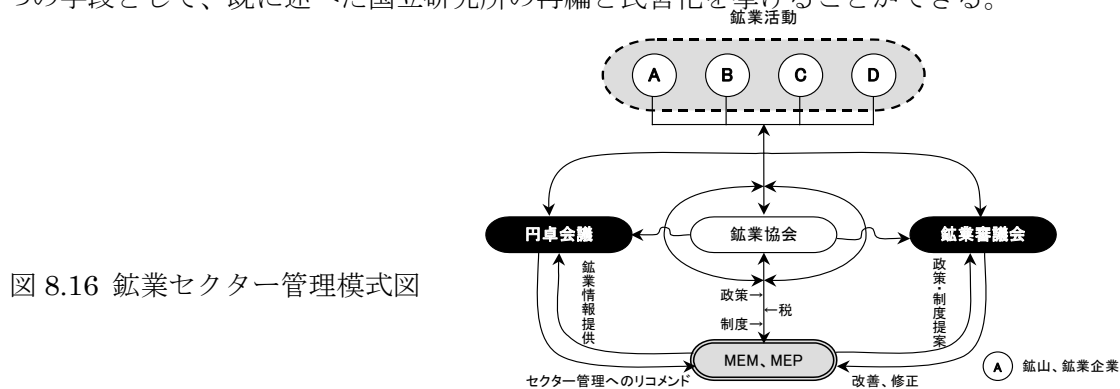 つの手段として、既に述べた国立研究所の再編と民営化を挙げることができる。
鉱業活動
A B C D
円卓会議 鉱業協会 鉱業審議会
鉱業情報提供
政策・制度提案
図 8.16 鉱業セクター管理模式図
政策→
←税
制度→
MEM、MEP
A 鉱山、鉱業企業
セクター管理へのリコメンド 改善、修正